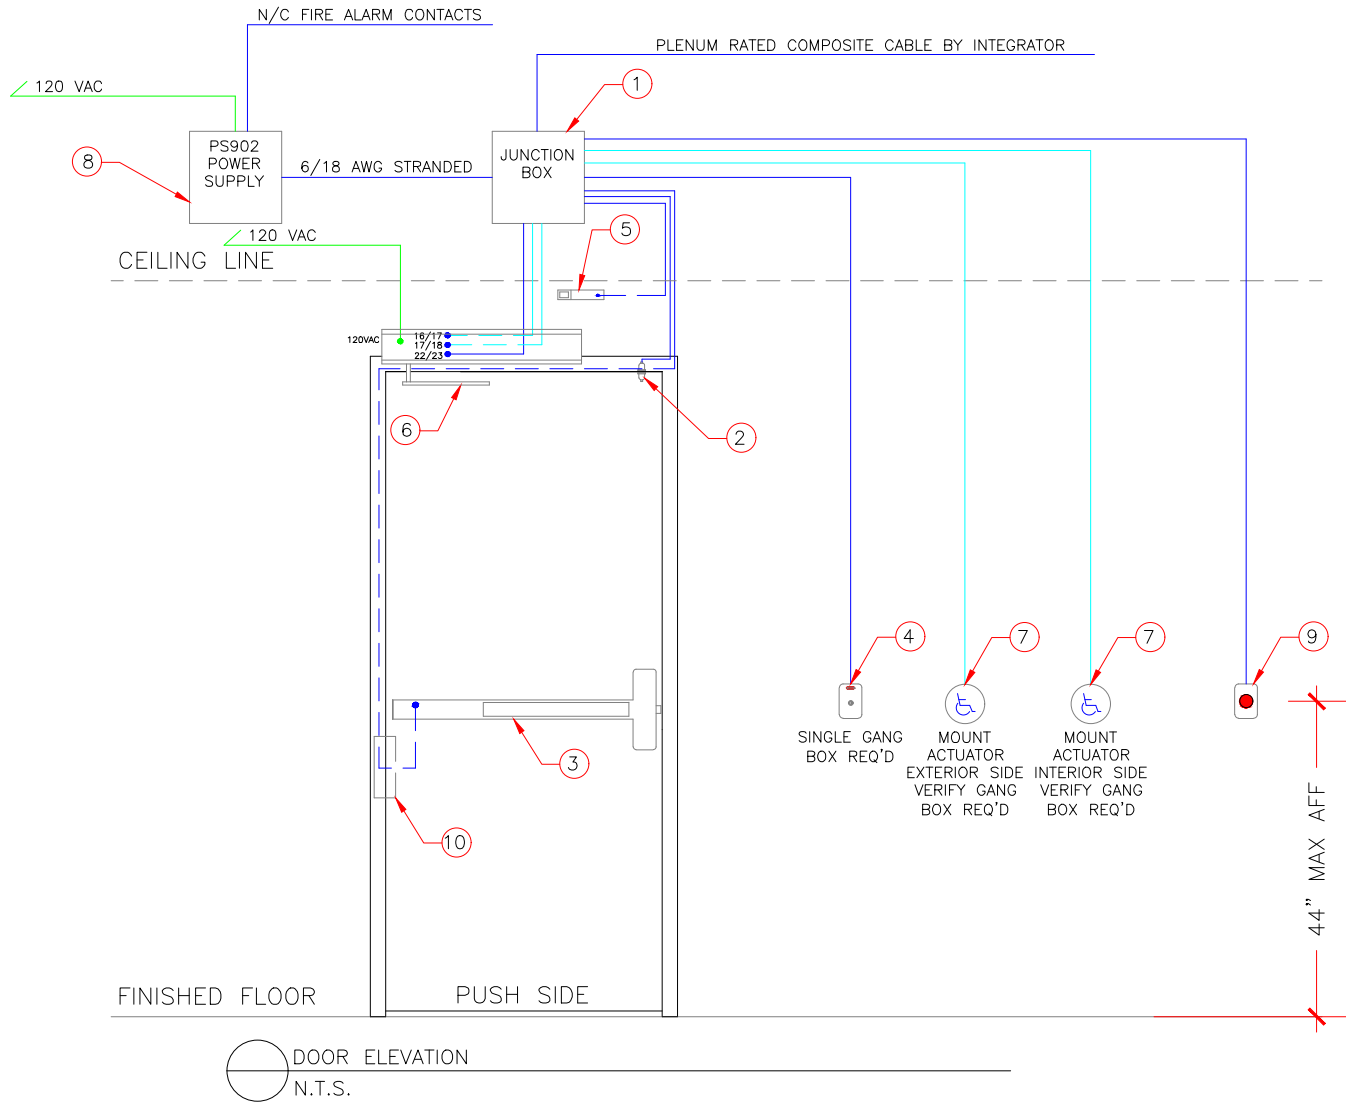 N/C FIRE ALARM CONTACTS
PLENUM RATED COMPOSITE CABLE BY INTEGRATOR
120 VAC
1
PS902
POWER
SUPPLY
8
6/18 AWG STRANDED
JUNCTION
BOX
120 VAC
5
CEILING LINE
120VAC
16/17
17/18
22/23
6
2
4
7
7
9
SINGLE GANG
BOX REQ'D
MOUNT
ACTUATOR
EXTERIOR SIDE
VERIFY GANG
BOX REQ'D
MOUNT
ACTUATOR
INTERIOR SIDE
VERIFY GANG
BOX REQ'D
3
10
44" MAX AFF
FINISHED FLOOR
PUSH SIDE
DOOR ELEVATION
N.T.S.